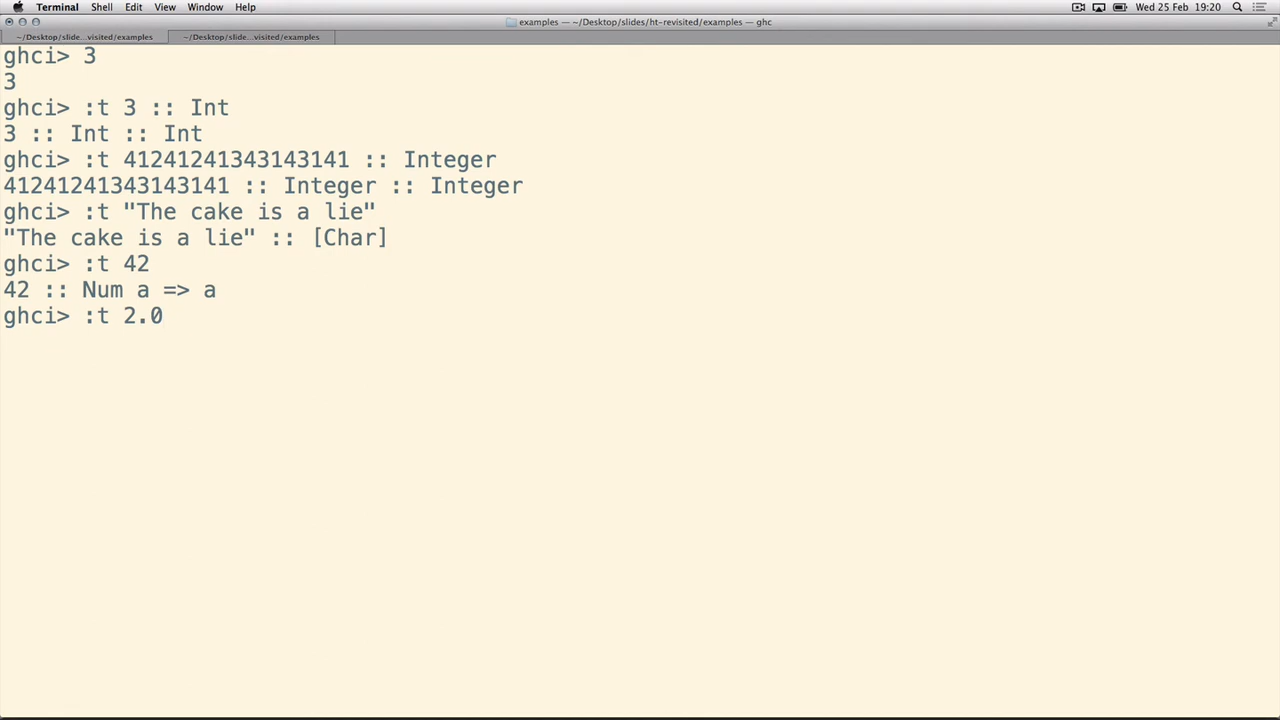 Terminal Shell Edit View Window Help Wed 25 Feb 19:20
examples — ~/Desktop/slides/ht-revisited/examples — ghc
~/Desktop/slide...visited/examples ~/Desktop/slide...visited/examples
ghci> 3
3
ghci> :t 3 :: Int
3 :: Int :: Int
ghci> :t 41241241343143141 :: Integer
41241241343143141 :: Integer :: Integer
ghci> :t "The cake is a lie"
"The cake is a lie" :: [Char]
ghci> :t 42
42 :: Num a => a
ghci> :t 2.0